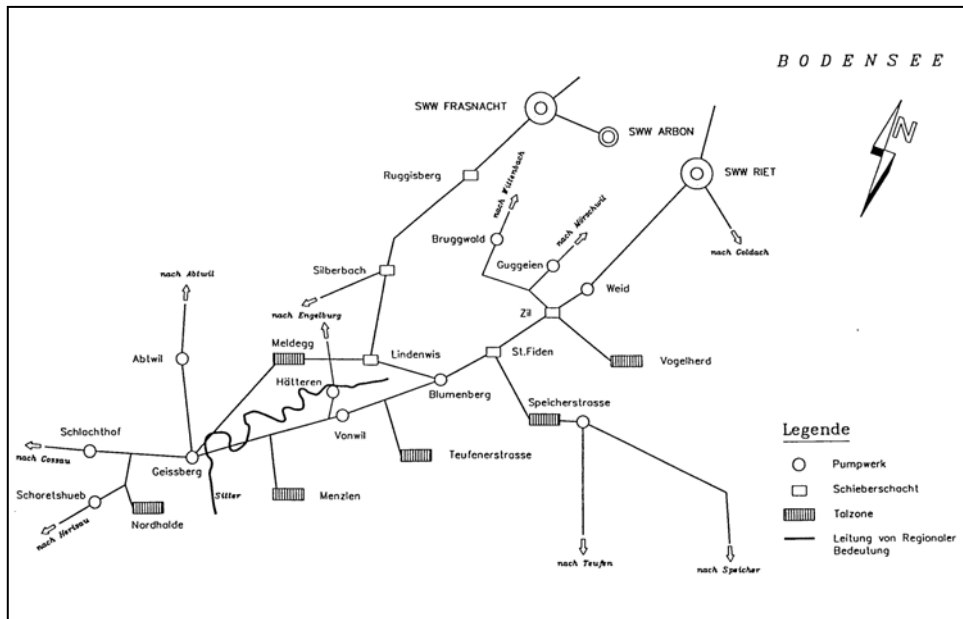 BODENSEE
N
SWW FRASNACHT
SWW ARBON
SWW RIET
Ruggisberg
nach Wittenbach
nach Mörschwil
nach Goldach
Bruggwald
Guggeien
Silberbach
Weid
nach Abtwil
nach Engelburg
Zil
Meldegg
Lindenwis
St.Fiden
Vogelherd
Abtwil
Hätteren
Blumenberg
Speicherstrasse
Schlachthof
Vonwil
nach Gossau
Geissberg
Teufenerstrasse
Schoretshueb
Sitter
Menzlen
Nordhalde
nach Herisau
nach Teufen
nach Speicher
Legende
Pumpwerk
Schieberschacht
Talzone
Leitung von Regionaler
Bedeutung